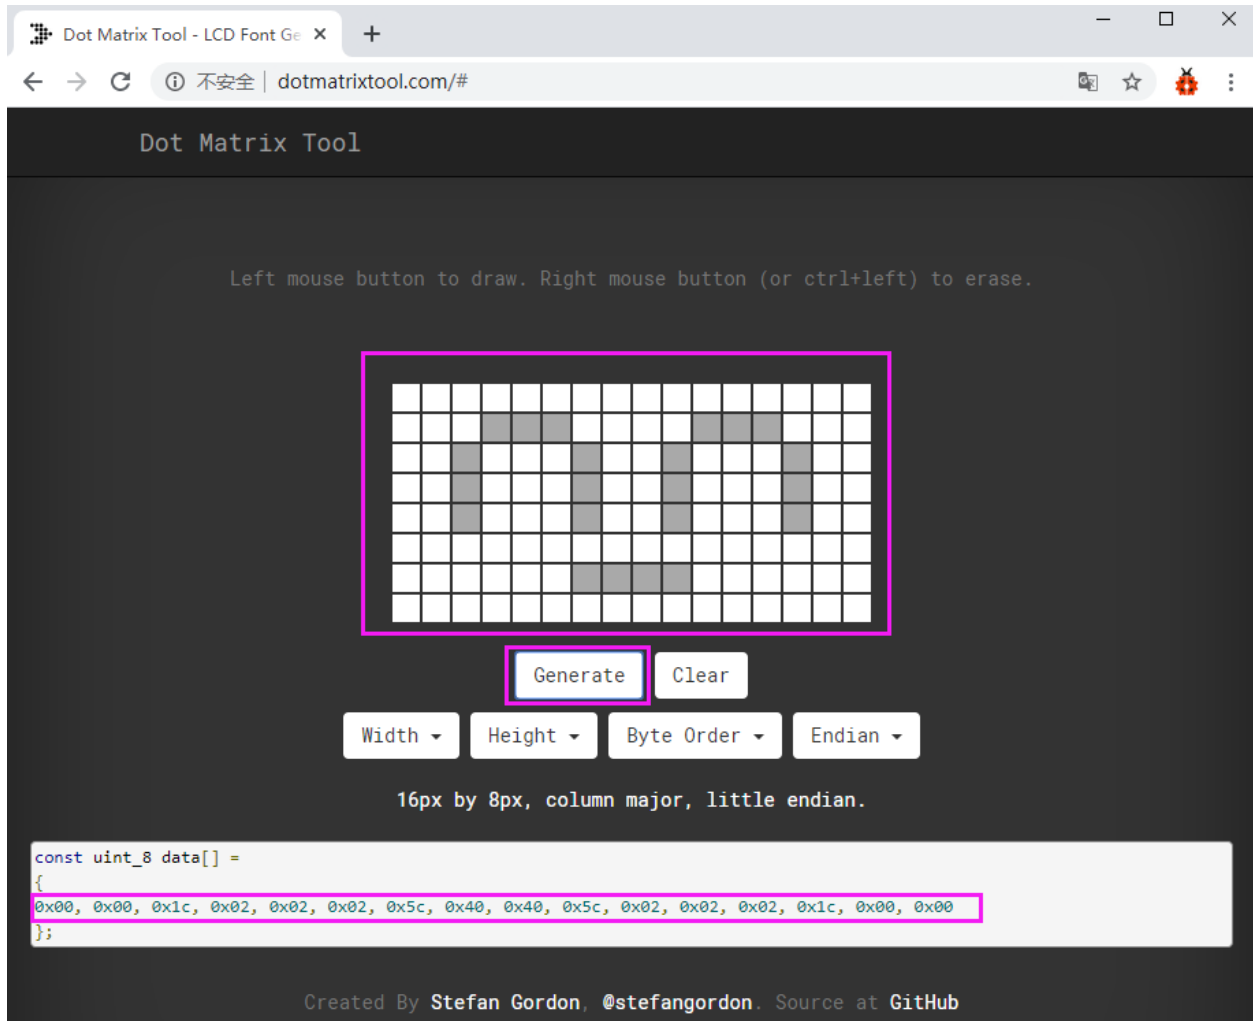 Dot Matrix Tool - LCD Font Ge
不安全 | dotmatrixtool.com/#
Dot Matrix Tool
Left mouse button to draw. Right mouse button (or ctrl+left) to erase.
Generate Clear
Width Height Byte Order Endian
16px by 8px, column major, little endian.
const uint_8 data[] =
{
0x00, 0x00, 0x1c, 0x02, 0x02, 0x02, 0x5c, 0x40, 0x40, 0x5c, 0x02, 0x02, 0x02, 0x1c, 0x00, 0x00
};
Created By Stefan Gordon, @stefangordon. Source at GitHub